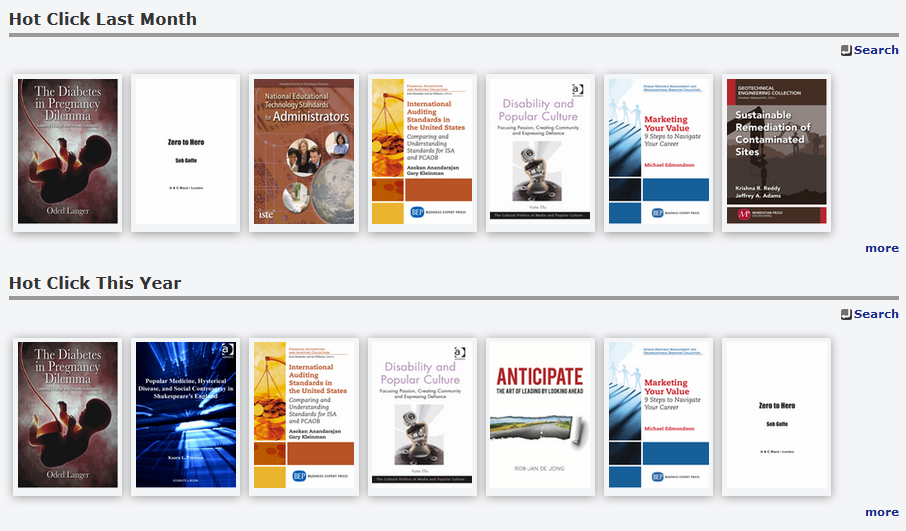 Hot Click Last Month
Search
The Diabetes
in Pregnancy
Dilemma
Oded Langer
Zero to Hero
Seb Goffe
A & C Black • London
National Educational
Technology Standards
for Administrators
iste
International
Auditing
Standards in
the United States
Comparing and
Understanding
Standards for ISA
and PCAOB
Asokan Anandarajan
Gary Kleinman
BEP BUSINESS EXPERT PRESS
Disability and
Popular Culture
Focusing Passion, Creating Community
and Expressing Defiance
Katie Ellis
The Cultural Politics of Media and Popular Culture
Marketing
Your Value
9 Steps to Navigate
Your Career
Michael Edmondson
BEP BUSINESS EXPERT PRESS
GEOTECHNICAL
ENGINEERING COLLECTION
Sustainable
Remediation of
Contaminated
Sites
Krishna R. Reddy
Jeffrey A. Adams
MOMENTUM PRESS
ENGINEERING
more
Hot Click This Year
Search
The Diabetes
in Pregnancy
Dilemma
Oded Langer
Popular Medicine, Hysterical
Disease, and Social Controversy in
Shakespeare's England
International
Auditing
Standards in
the United States
Comparing and
Understanding
Standards for ISA
and PCAOB
Asokan Anandarajan
Gary Kleinman
BEP BUSINESS EXPERT PRESS
Disability and
Popular Culture
Focusing Passion, Creating Community
and Expressing Defiance
Katie Ellis
The Cultural Politics of Media and Popular Culture
ANTICIPATE
THE ART OF LEADING BY LOOKING AHEAD
ROB-JAN DE JONG
Marketing
Your Value
9 Steps to Navigate
Your Career
Michael Edmondson
BEP BUSINESS EXPERT PRESS
Zero to Hero
Seb Goffe
A & C Black • London
more